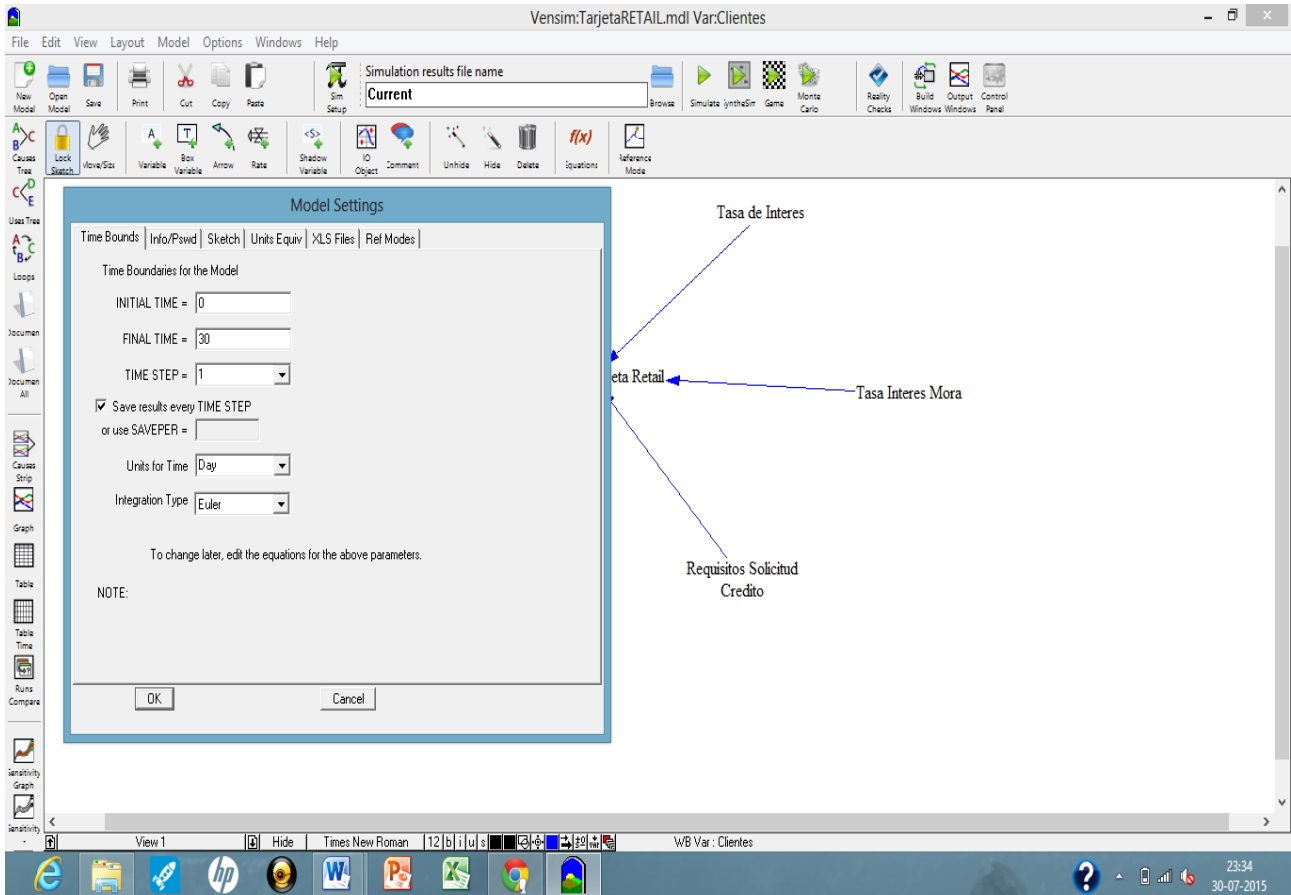 Vensim:TarjetaRETAIL.mdl Var:Clientes
File Edit View Layout Model Options Windows Help
Simulation results file name
Current
New Model
Open Model
Save
Print
Cut
Copy
Paste
Sim Setup
Browse
Simulate
SyntheSim
Game
Monte Carlo
Reality Checks
Build Windows
Output Windows
Control Panel
Causes Tree
Lock Sketch
Move/Size
Variable
Box Variable
Arrow
Rate
Shadow Variable
IO Object
Comment
Unhide
Hide
Delete
f(x)
Equations
Reference Mode
Uses Tree
Loops
Documen
Documen All
Causes Strip
Graph
Table
Table Time
Runs Compare
Sensitivity Graph
Sensitivity
Model Settings
Time Bounds Info/Pswd Sketch Units Equiv XLS Files Ref Modes
Time Boundaries for the Model
INITIAL TIME = 0
FINAL TIME = 30
TIME STEP = 1
Save results every TIME STEP
or use SAVEPER =
Units for Time Day
Integration Type Euler
To change later, edit the equations for the above parameters.
NOTE:
OK Cancel
Tasa de Interes
eta Retail
Tasa Interes Mora
Requisitos Solicitud
Credito
View 1 Hide Times New Roman 12 b i u s WB Var : Clientes
23:34
30-07-2015